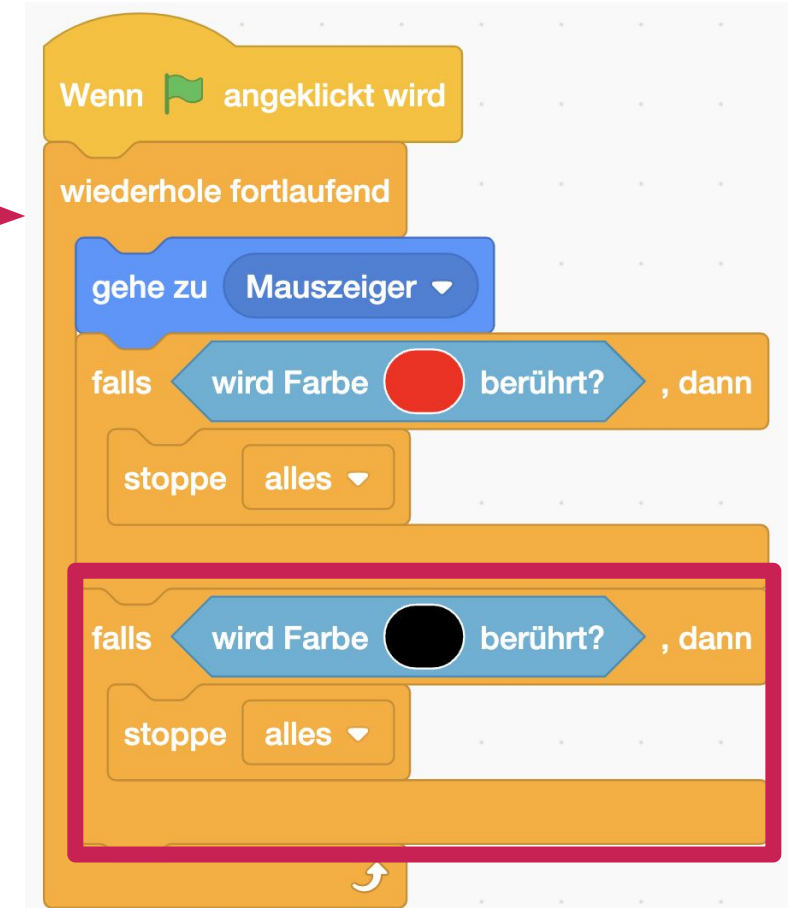 Wenn angeklickt wird
wiederhole fortlaufend
gehe zu Mauszeiger
falls wird Farbe berührt? , dann
stoppe alles
falls wird Farbe berührt? , dann
stoppe alles